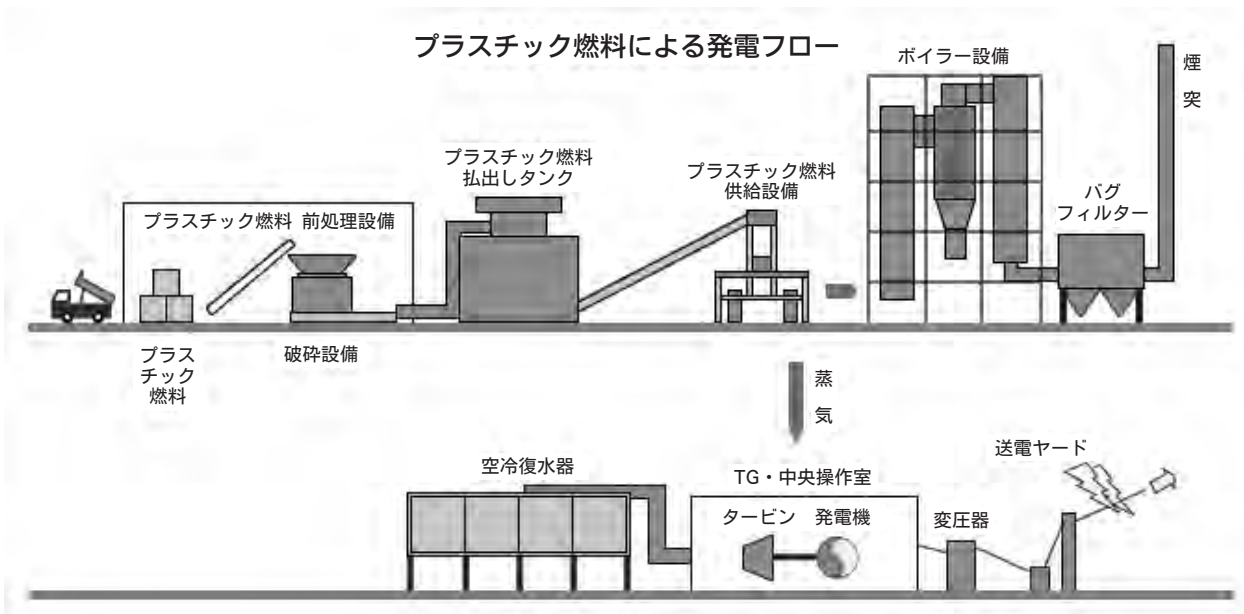 プラスチック燃料による発電フロー
ボイラー設備
煙
突
プラスチック燃料
払出しタンク
プラスチック燃料
供給設備
バグ
フィルター
プラスチック燃料 前処理設備
プラス
チック
燃料
破砕設備
蒸
気
空冷復水器
TG・中央操作室
送電ヤード
タービン 発電機
変圧器